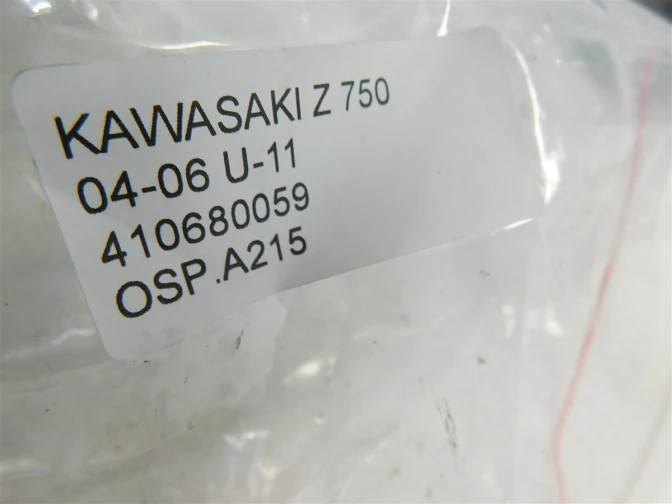 KAWASAKI Z 750
04-06 U-11
410680059
OSP.A215